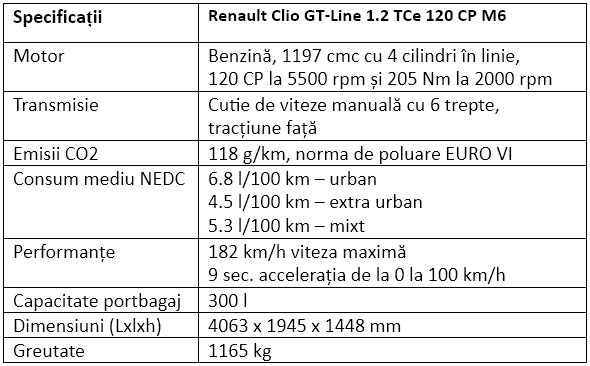 Specificații Renault Clio GT-Line 1.2 TCe 120 CP M6
Motor Benzină, 1197 cmc cu 4 cilindri în linie,
120 CP la 5500 rpm și 205 Nm la 2000 rpm
Transmisie Cutie de viteze manuală cu 6 trepte,
tracțiune față
Emisii CO2 118 g/km, norma de poluare EURO VI
Consum mediu NEDC 6.8 l/100 km – urban
4.5 l/100 km – extra urban
5.3 l/100 km – mixt
Performanțe 182 km/h viteza maximă
9 sec. accelerația de la 0 la 100 km/h
Capacitate portbagaj 300 l
Dimensiuni (Lxlxh) 4063 x 1945 x 1448 mm
Greutate 1165 kg